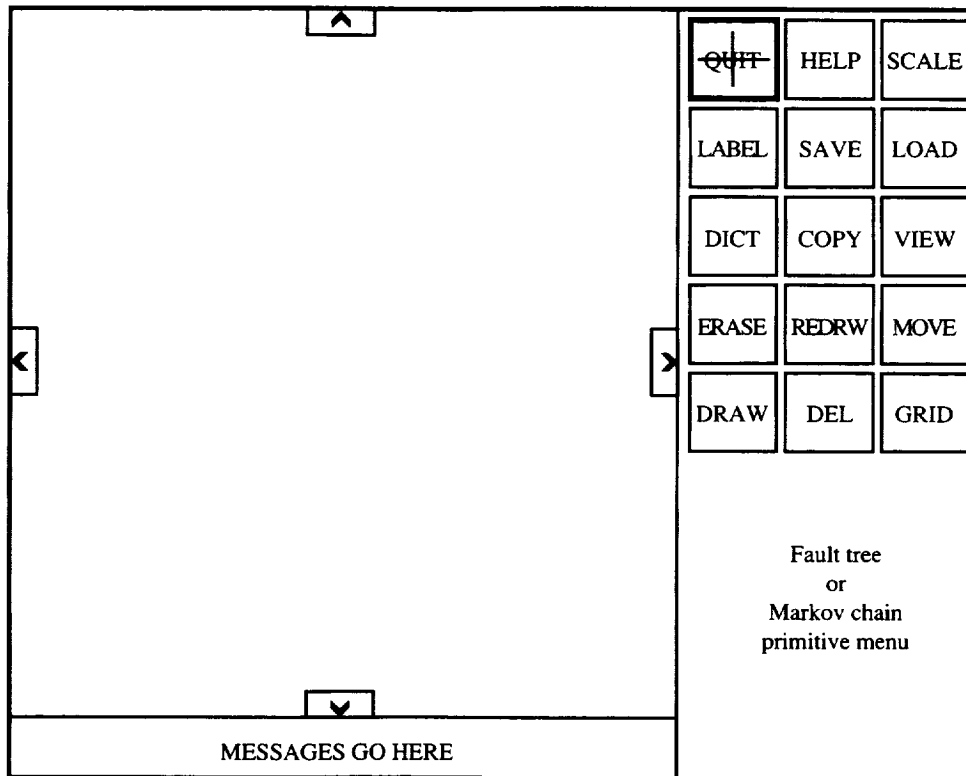 QUIT HELP SCALE
LABEL SAVE LOAD
DICT COPY VIEW
ERASE REDRW MOVE
DRAW DEL GRID
Fault tree
or
Markov chain
primitive menu
MESSAGES GO HERE